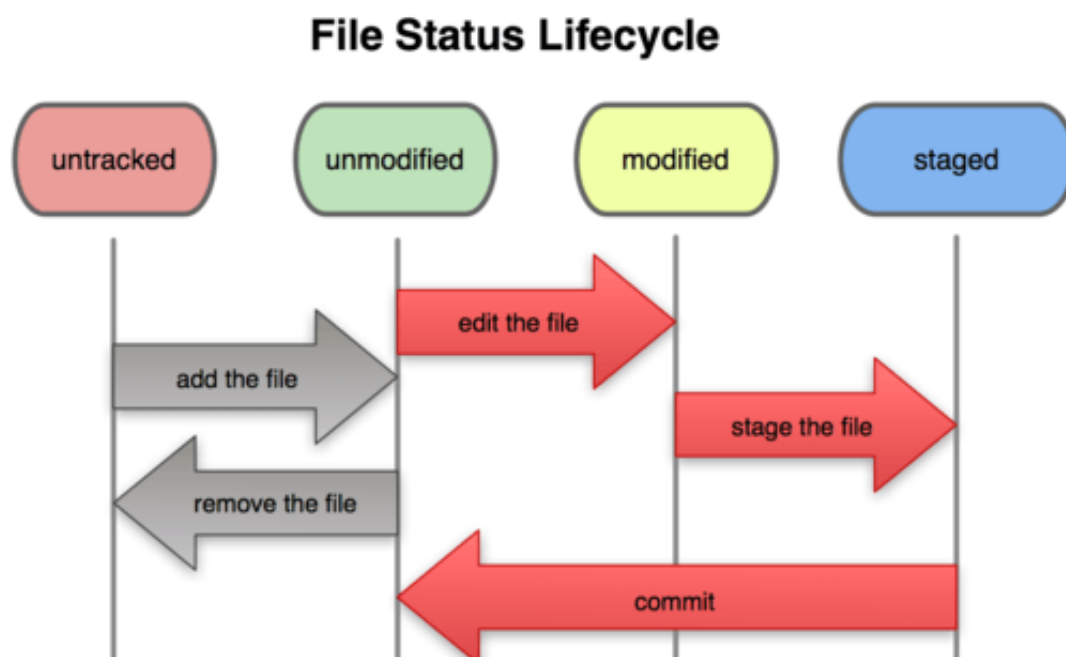 File Status Lifecycle
untracked
unmodified
modified
staged
edit the file
add the file
stage the file
remove the file
commit